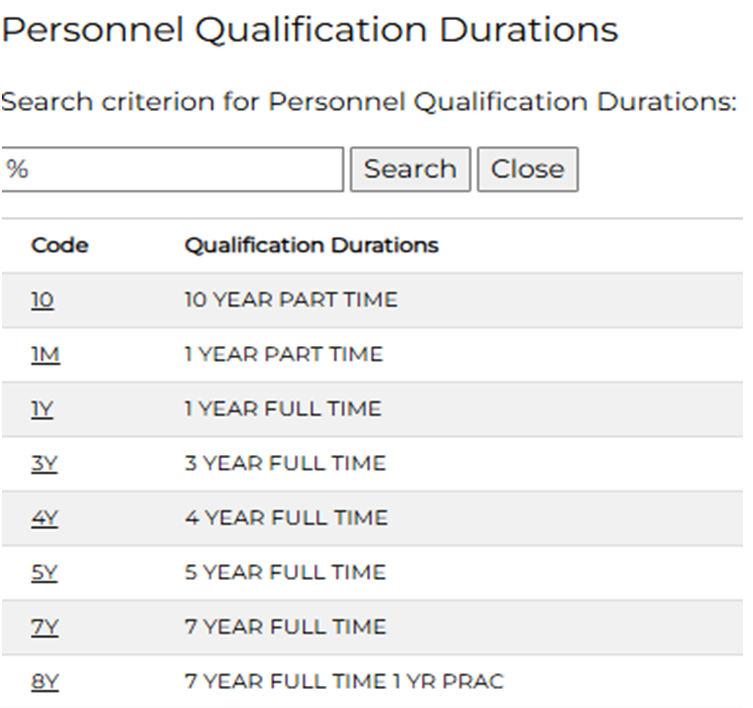 Personnel Qualification Durations
Search criterion for Personnel Qualification Durations:
% Search Close
Code Qualification Durations
10 10 YEAR PART TIME
1M 1 YEAR PART TIME
1Y 1 YEAR FULL TIME
3Y 3 YEAR FULL TIME
4Y 4 YEAR FULL TIME
5Y 5 YEAR FULL TIME
7Y 7 YEAR FULL TIME
8Y 7 YEAR FULL TIME 1 YR PRAC